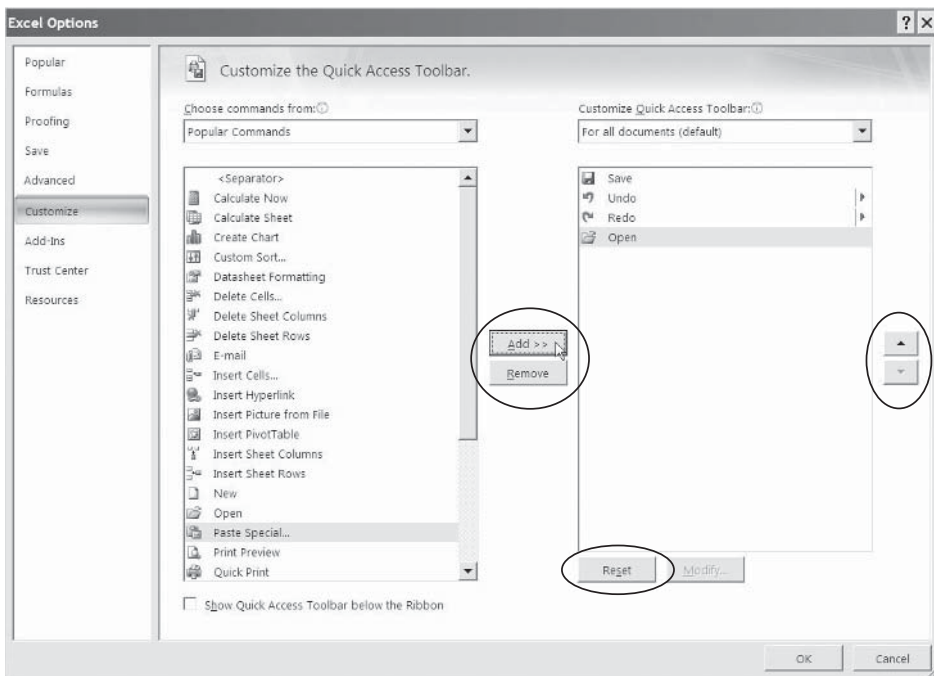 Excel Options
?
Popular
Formulas
Proofing
Save
Advanced
Customize
Add-Ins
Trust Center
Resources
Customize the Quick Access Toolbar.
Choose commands from:
Popular Commands
<Separator>
Calculate Now
Calculate Sheet
Create Chart
Custom Sort...
Datasheet Formatting
Delete Cells...
Delete Sheet Columns
Delete Sheet Rows
E-mail
Insert Cells...
Insert Hyperlink
Insert Picture from File
Insert PivotTable
Insert Sheet Columns
Insert Sheet Rows
New
Open
Paste Special...
Print Preview
Quick Print
Show Quick Access Toolbar below the Ribbon
Add >>
Remove
Customize Quick Access Toolbar:
For all documents (default)
Save
Undo
Redo
Open
Reset
Modify...
OK
Cancel